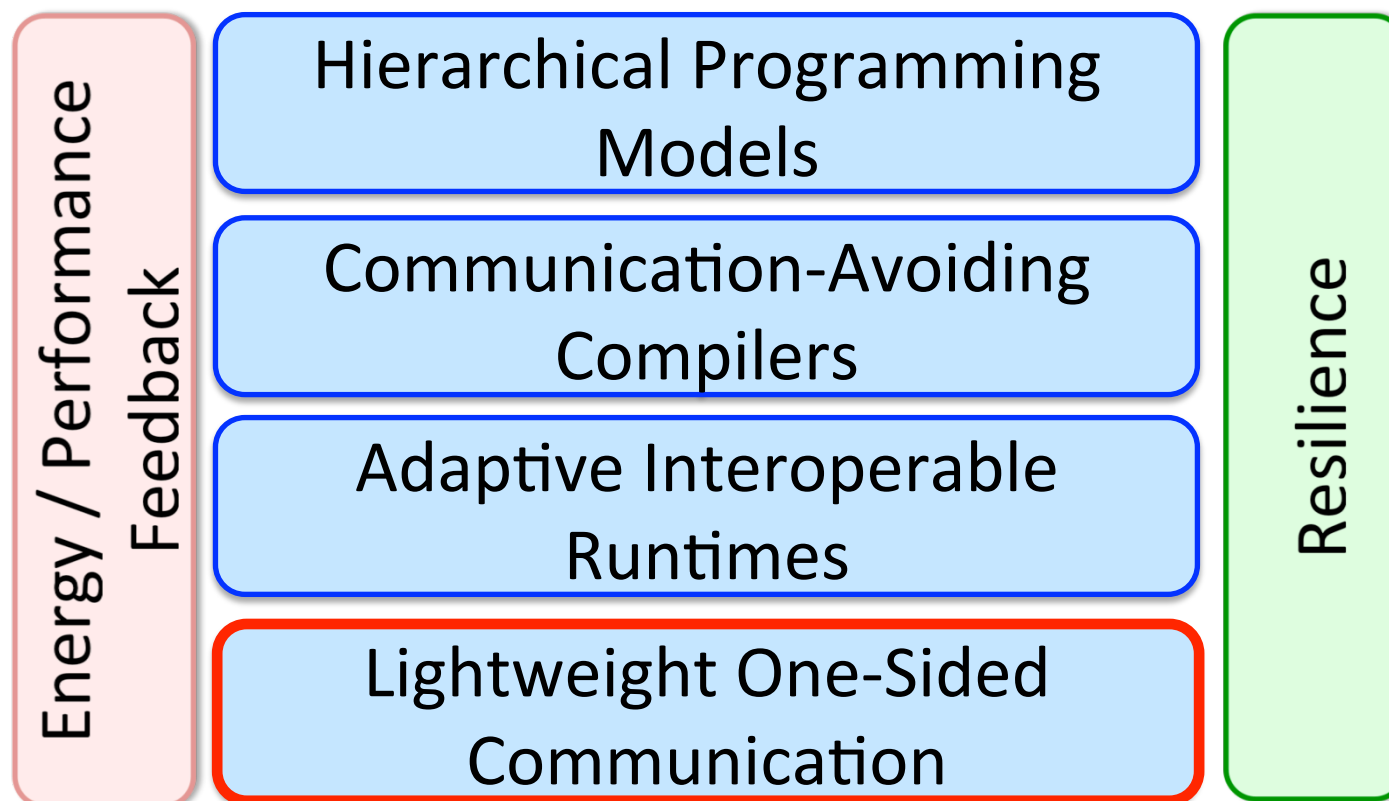 Energy / Performance
Feedback
Hierarchical Programming
Models
Communication-Avoiding
Compilers
Adaptive Interoperable
Runtimes
Lightweight One-Sided
Communication
Resilience